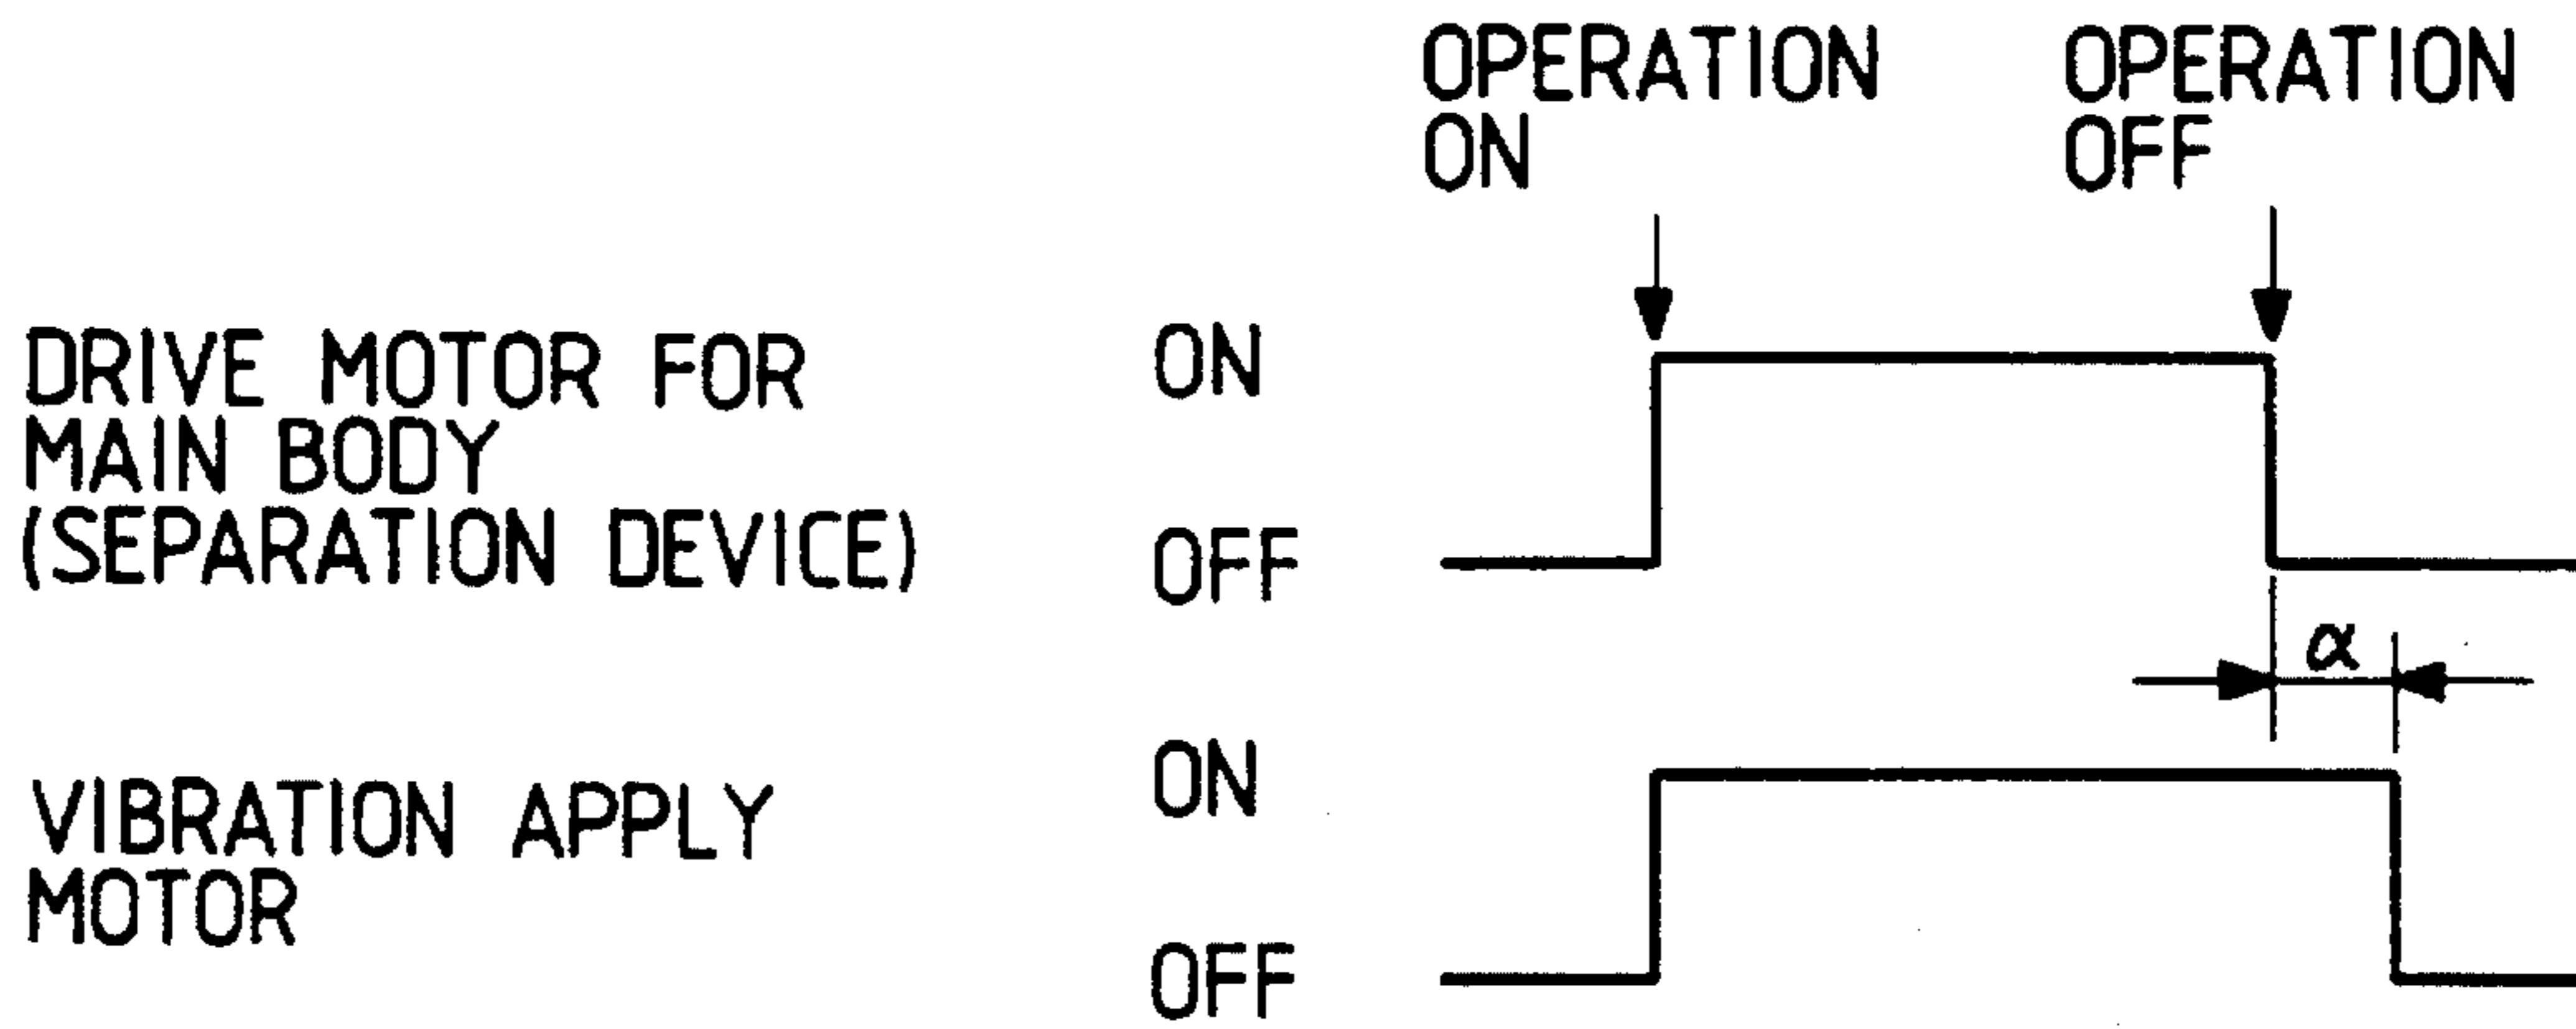 OPERATION
ON
OPERATION
OFF
DRIVE MOTOR FOR
MAIN BODY
(SEPARATION DEVICE)
ON
OFF
α
VIBRATION APPLY
MOTOR
ON
OFF